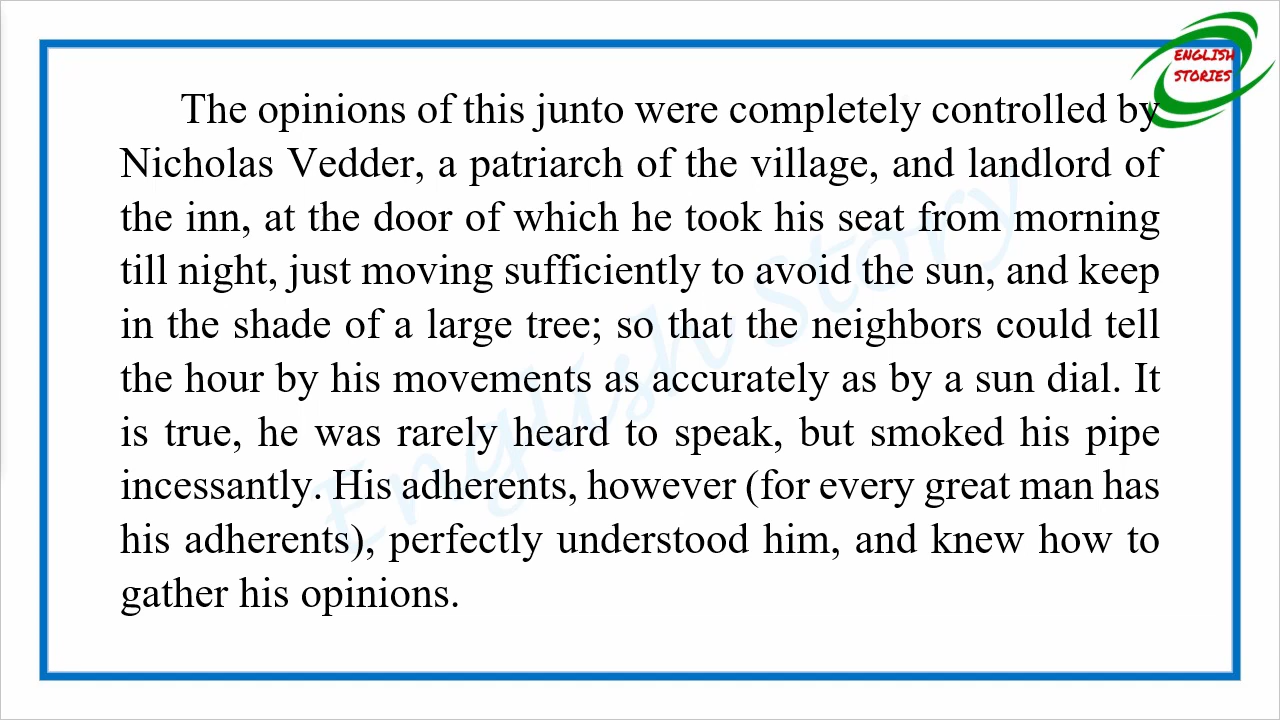 ENGLISH
STORIES
The opinions of this junto were completely controlled by
Nicholas Vedder, a patriarch of the village, and landlord of
the inn, at the door of which he took his seat from morning
till night, just moving sufficiently to avoid the sun, and keep
in the shade of a large tree; so that the neighbors could tell
the hour by his movements as accurately as by a sun dial. It
is true, he was rarely heard to speak, but smoked his pipe
incessantly. His adherents, however (for every great man has
his adherents), perfectly understood him, and knew how to
gather his opinions.
English Story